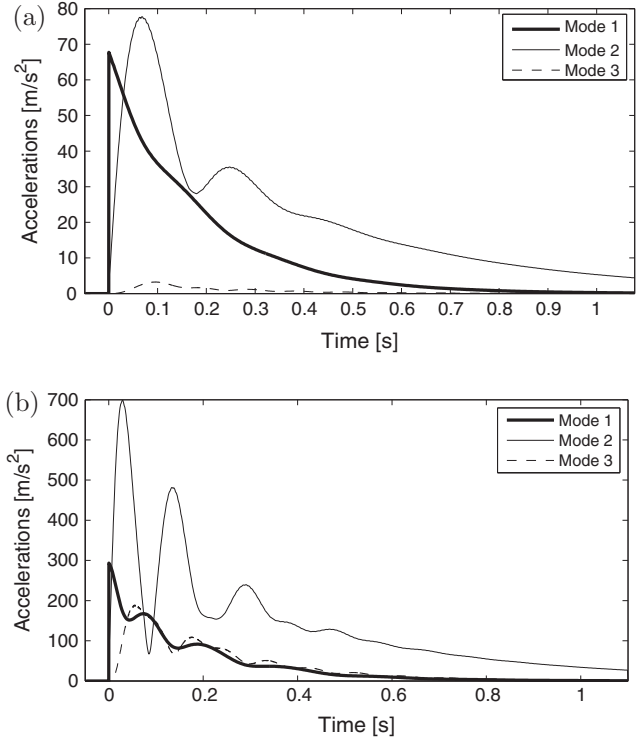 (a)
80
70
60
50
40
30
20
10
0
Accelerations [m/s²]
Mode 1
Mode 2
Mode 3
0 0.1 0.2 0.3 0.4 0.5 0.6 0.7 0.8 0.9 1
Time [s]
(b)
700
600
500
400
300
200
100
0
Accelerations [m/s²]
Mode 1
Mode 2
Mode 3
0 0.2 0.4 0.6 0.8 1
Time [s]